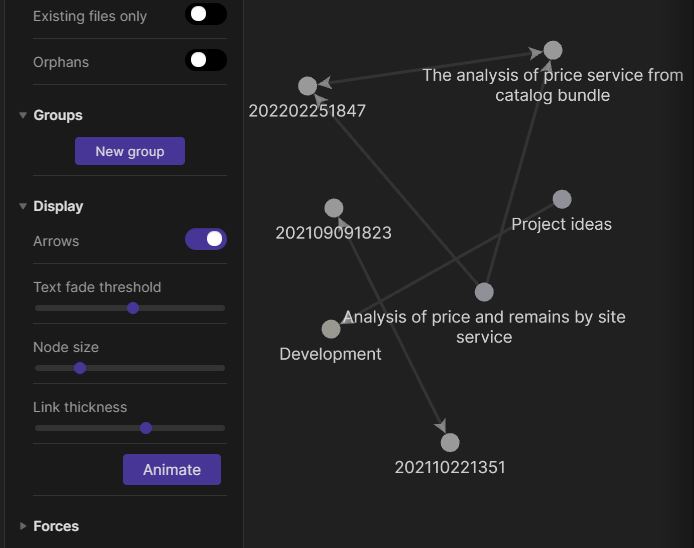 Existing files only
Orphans
Groups
New group
Display
Arrows
Text fade threshold
Node size
Link thickness
Animate
Forces
The analysis of price service from
catalog bundle
202202251847
202109091823
Project ideas
Analysis of price and remains by site
service
Development
202110221351